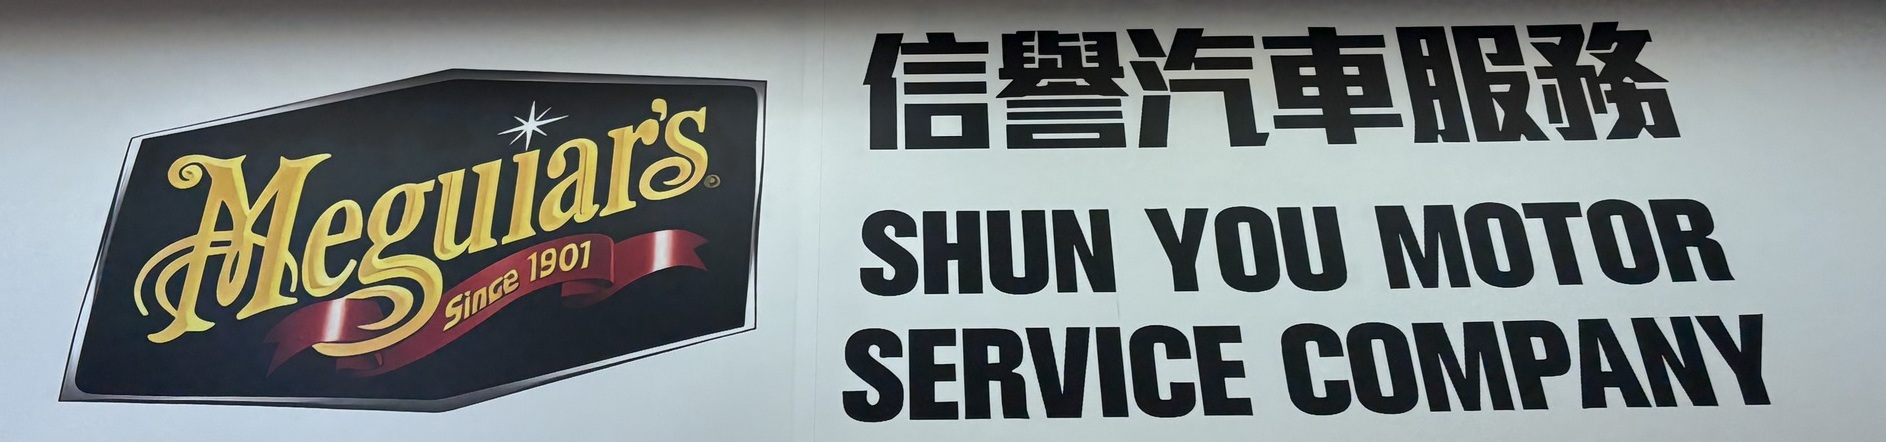 Meguiar's
Since 1901
信譽汽車服務
SHUN YOU MOTOR
SERVICE COMPANY